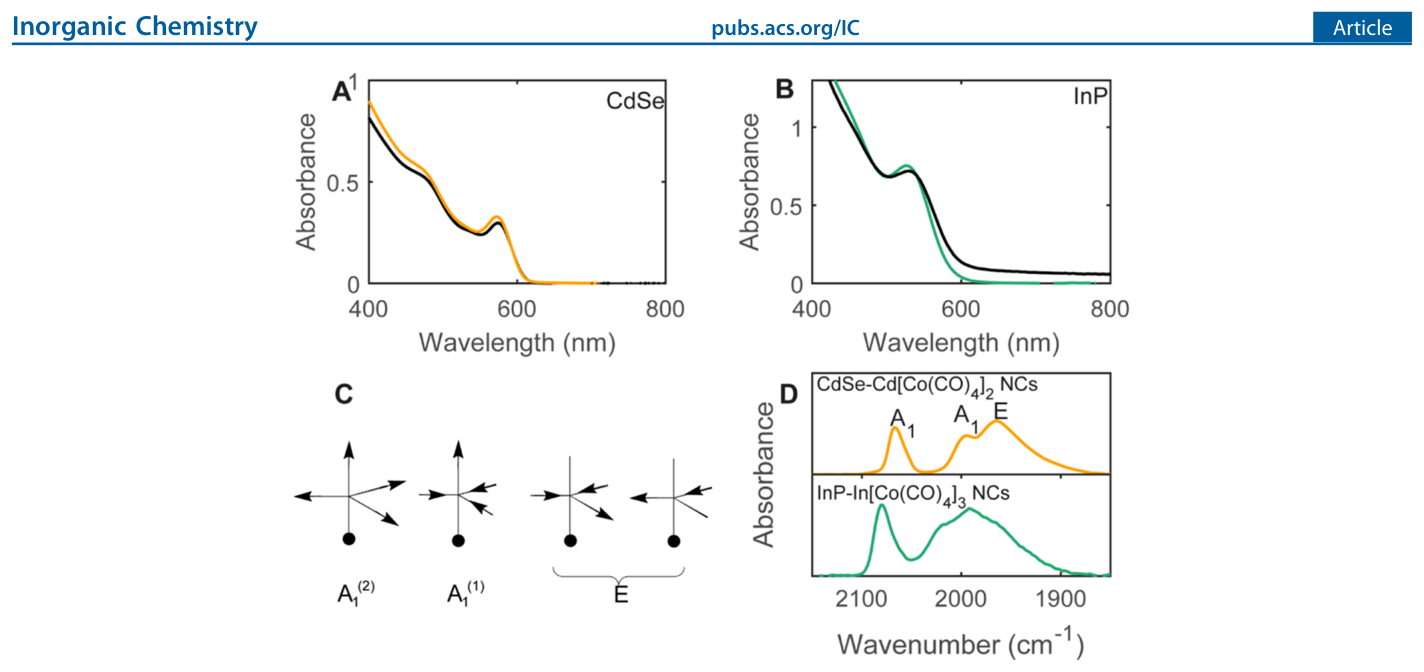 Inorganic Chemistry
pubs.acs.org/IC
Article
A
CdSe
1
0.5
0
Absorbance
400
600
800
Wavelength (nm)
B
InP
1
0.5
0
Absorbance
400
600
800
Wavelength (nm)
C
A₁⁽²⁾
A₁⁽¹⁾
E
D
CdSe-Cd[Co(CO)₄]₂ NCs
A₁
A₁
E
InP-In[Co(CO)₄]₃ NCs
Absorbance
2100
2000
1900
Wavenumber (cm⁻¹)